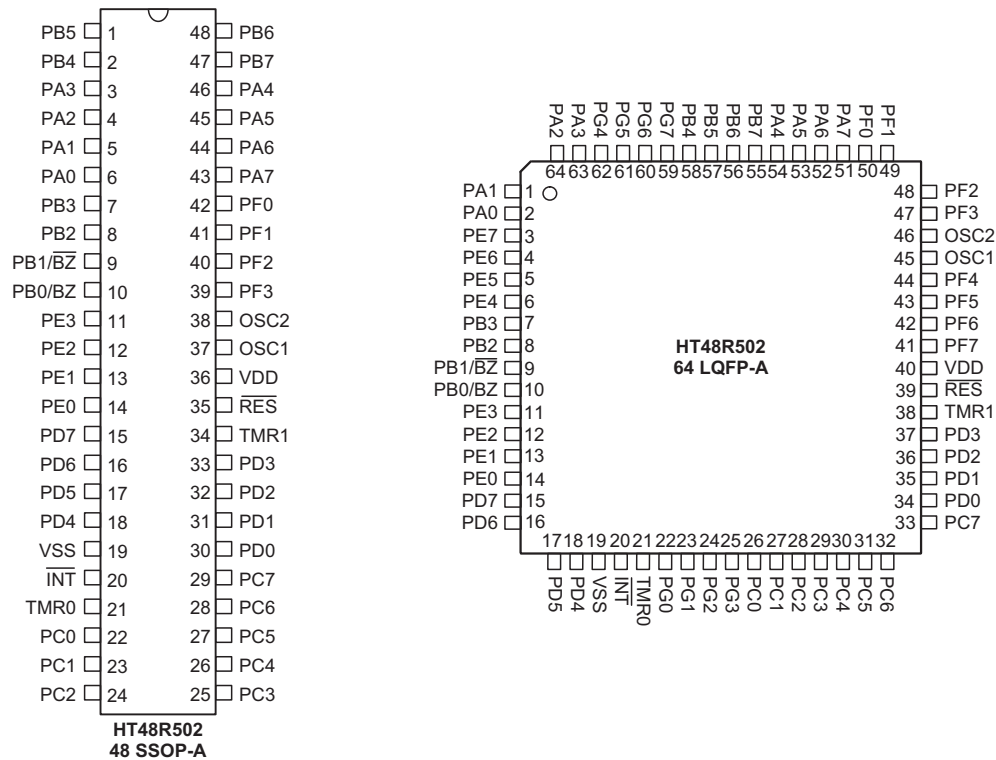 PB5 1 48 PB6
PB4 2 47 PB7
PA3 3 46 PA4
PA2 4 45 PA5
PA1 5 44 PA6
PA0 6 43 PA7
PB3 7 42 PF0
PB2 8 41 PF1
PB1/B̅Z̅ 9 40 PF2
PB0/BZ 10 39 PF3
PE3 11 38 OSC2
PE2 12 37 OSC1
PE1 13 36 VDD
PE0 14 35 R̅E̅S̅
PD7 15 34 TMR1
PD6 16 33 PD3
PD5 17 32 PD2
PD4 18 31 PD1
VSS 19 30 PD0
I̅N̅T̅ 20 29 PC7
TMR0 21 28 PC6
PC0 22 27 PC5
PC1 23 26 PC4
PC2 24 25 PC3
HT48R502
48 SSOP-A
PA2 PA3 PG4 PG5 PG6 PG7 PB4 PB5 PB6 PB7 PA4 PA5 PA6 PA7 PF0 PF1
64 63 62 61 60 59 58 57 56 55 54 53 52 51 50 49
PA1 1 48 PF2
PA0 2 47 PF3
PE7 3 46 OSC2
PE6 4 45 OSC1
PE5 5 44 PF4
PE4 6 43 PF5
PB3 7 42 PF6
PB2 8 41 PF7
PB1/B̅Z̅ 9 40 VDD
PB0/BZ 10 39 R̅E̅S̅
PE3 11 38 TMR1
PE2 12 37 PD3
PE1 13 36 PD2
PE0 14 35 PD1
PD7 15 34 PD0
PD6 16 33 PC7
HT48R502
64 LQFP-A
17 18 19 20 21 22 23 24 25 26 27 28 29 30 31 32
PD5 PD4 VSS I̅N̅T̅ TMR0 PG0 PG1 PG2 PG3 PC0 PC1 PC2 PC3 PC4 PC5 PC6